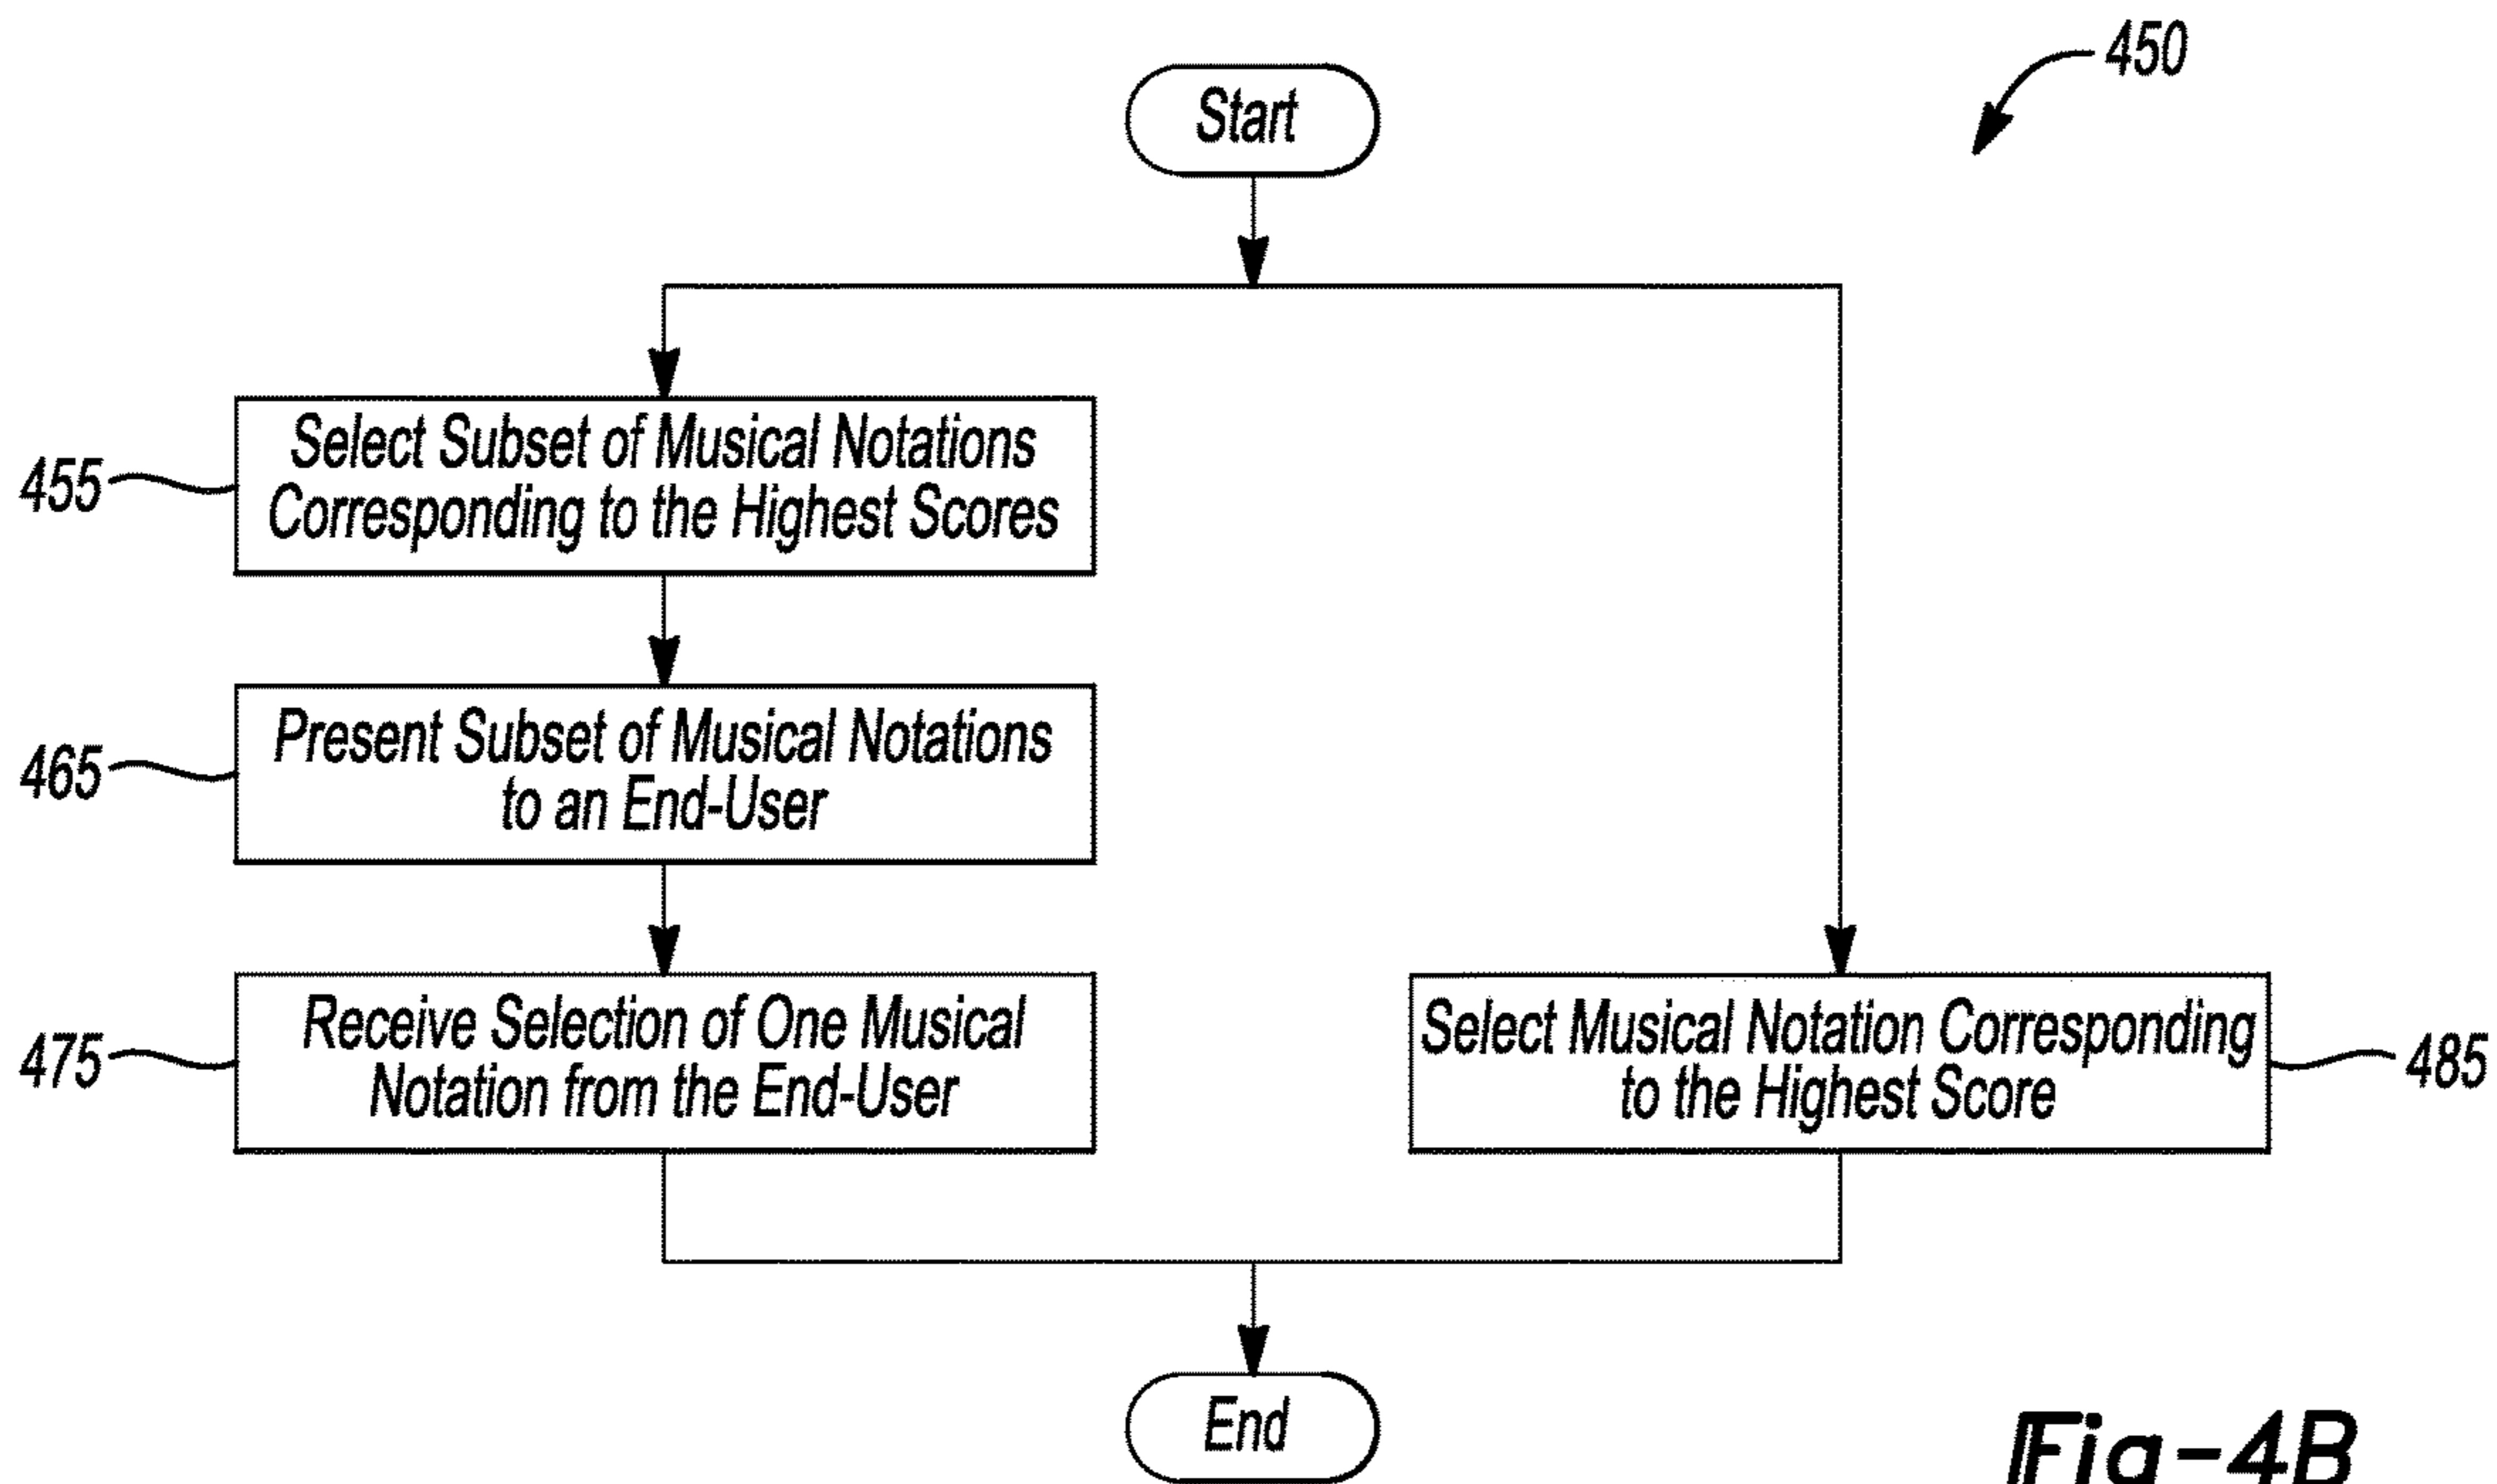 450
Start
Select Subset of Musical Notations
Corresponding to the Highest Scores
455
Present Subset of Musical Notations
to an End-User
465
Receive Selection of One Musical
Notation from the End-User
475
Select Musical Notation Corresponding
to the Highest Score
485
End
Fig-4B